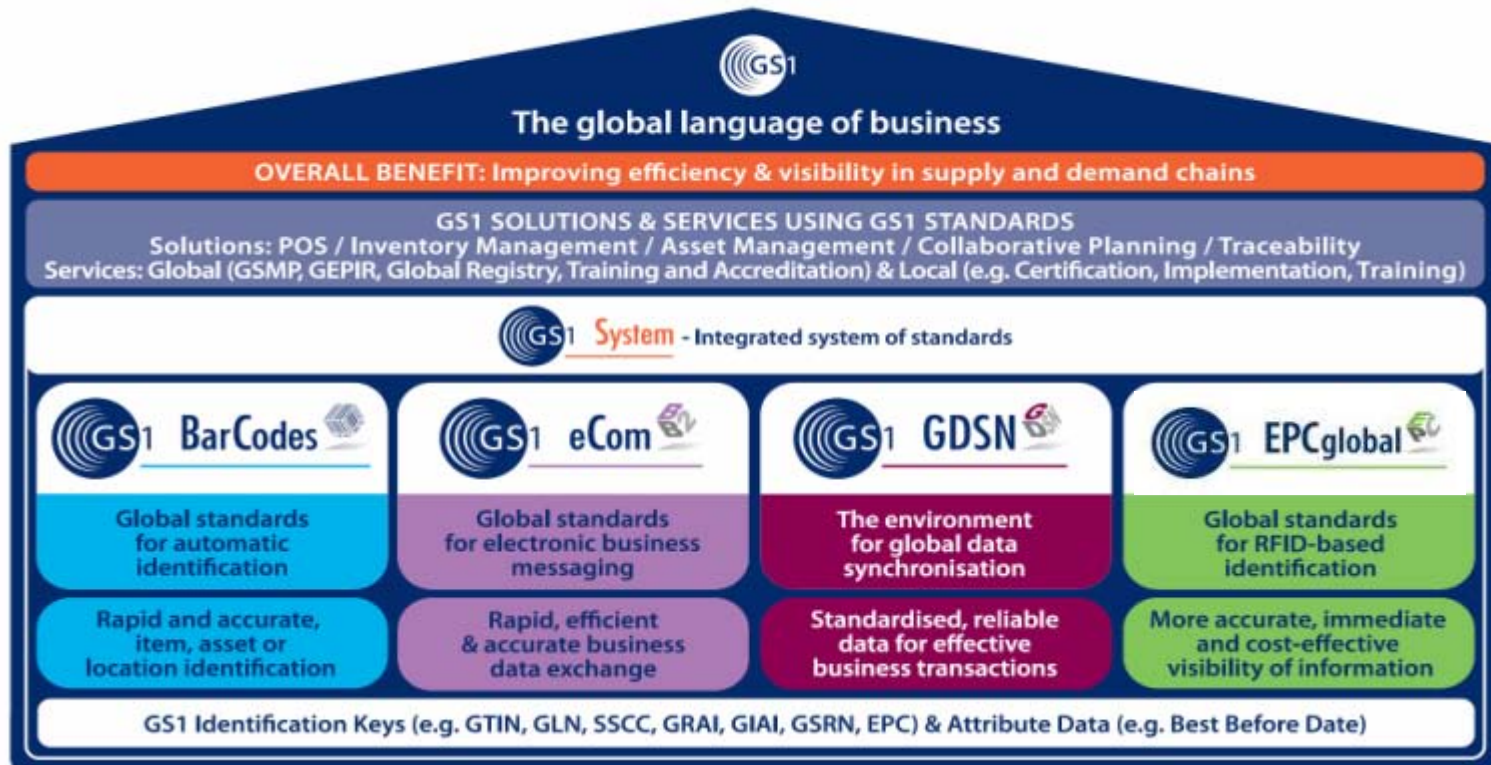 GS1
The global language of business
OVERALL BENEFIT: Improving efficiency & visibility in supply and demand chains
GS1 SOLUTIONS & SERVICES USING GS1 STANDARDS
Solutions: POS / Inventory Management / Asset Management / Collaborative Planning / Traceability
Services: Global (GSMP, GEPIR, Global Registry, Training and Accreditation) & Local (e.g. Certification, Implementation, Training)
GS1 System - Integrated system of standards
GS1 BarCodes
Global standards
for automatic
identification
Rapid and accurate,
item, asset or
location identification
GS1 eCom
Global standards
for electronic business
messaging
Rapid, efficient
& accurate business
data exchange
GS1 GDSN
The environment
for global data
synchronisation
Standardised, reliable
data for effective
business transactions
GS1 EPCglobal
Global standards
for RFID-based
identification
More accurate, immediate
and cost-effective
visibility of information
GS1 Identification Keys (e.g. GTIN, GLN, SSCC, GRAI, GIAI, GSRN, EPC) & Attribute Data (e.g. Best Before Date)